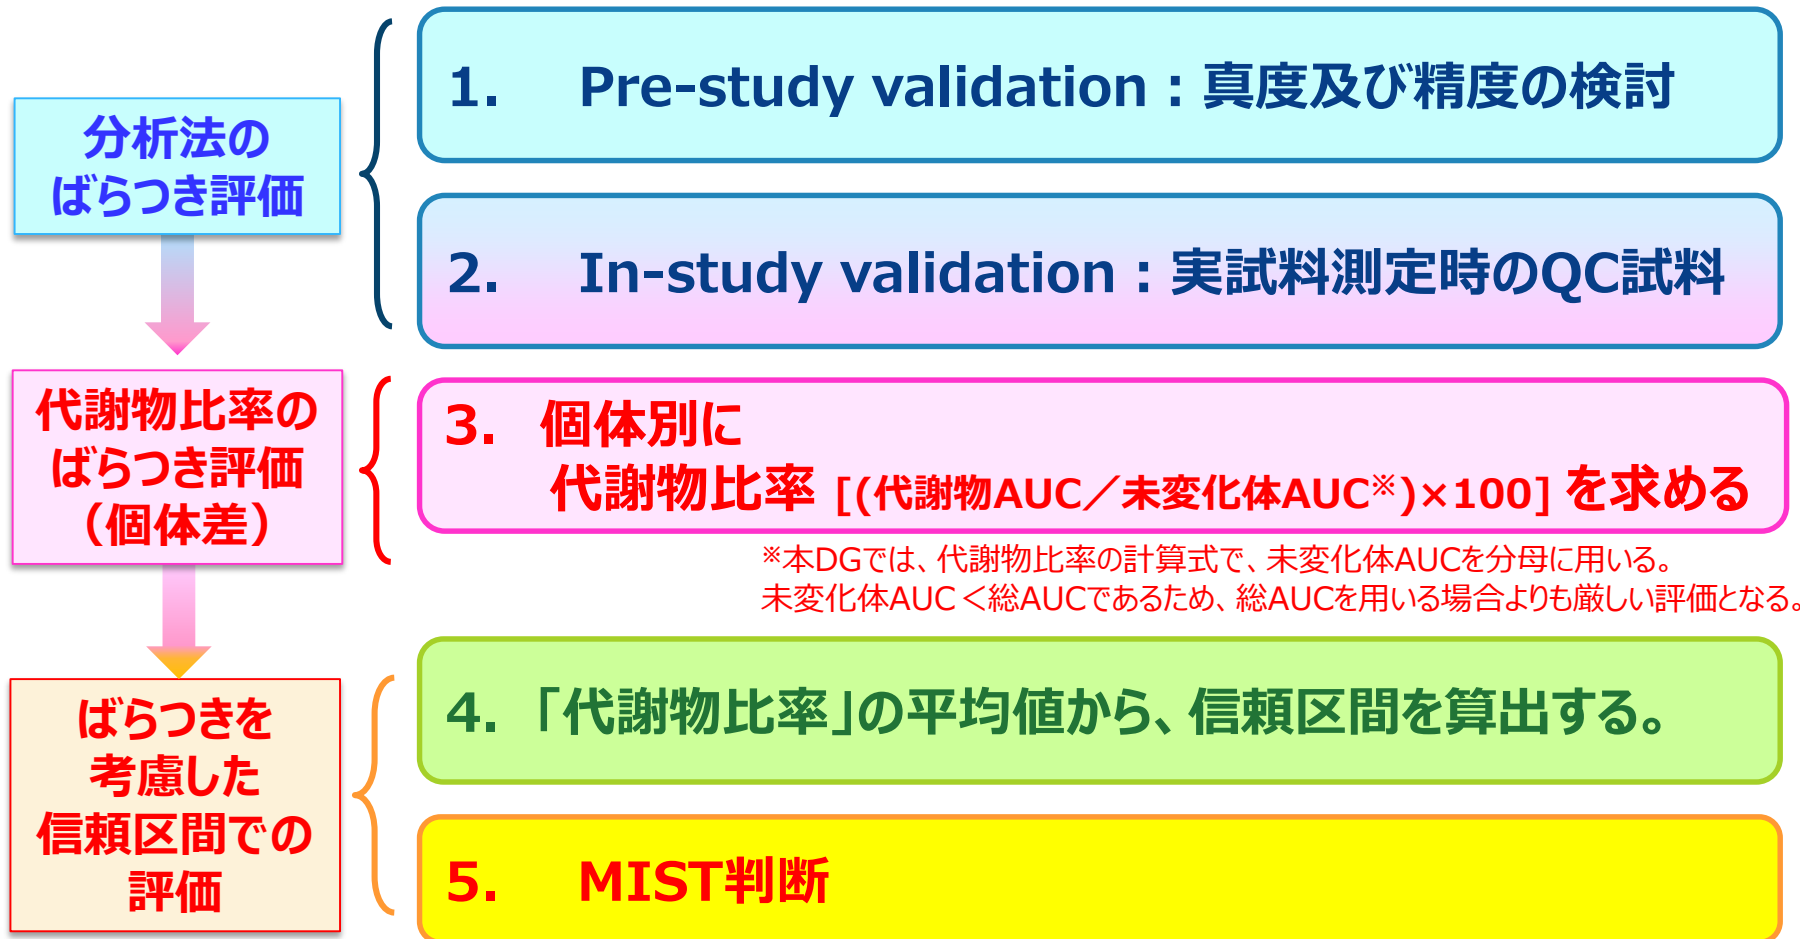 分析法の
ばらつき評価
1. Pre-study validation：真度及び精度の検討
2. In-study validation：実試料測定時のQC試料
代謝物比率の
ばらつき評価
（個体差）
3. 個体別に
代謝物比率 [(代謝物AUC／未変化体AUC※)×100] を求める
※本DGでは、代謝物比率の計算式で、未変化体AUCを分母に用いる。
未変化体AUC＜総AUCであるため、総AUCを用いる場合よりも厳しい評価となる。
ばらつきを
考慮した
信頼区間での
評価
4. 「代謝物比率」の平均値から、信頼区間を算出する。
5. MIST判断